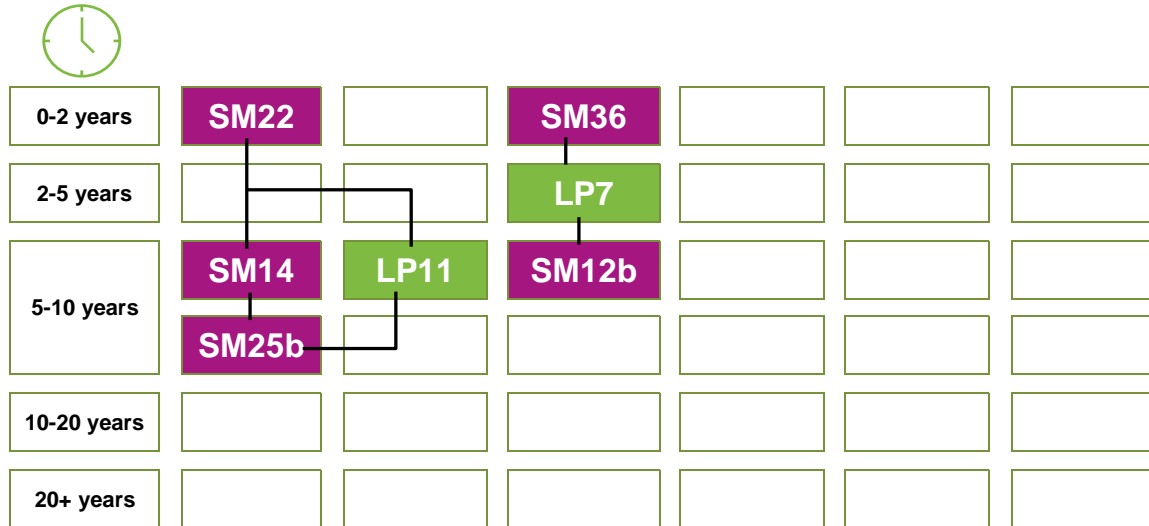 0-2 years SM22 SM36
2-5 years LP7
SM14 LP11 SM12b
5-10 years
SM25b
10-20 years
20+ years